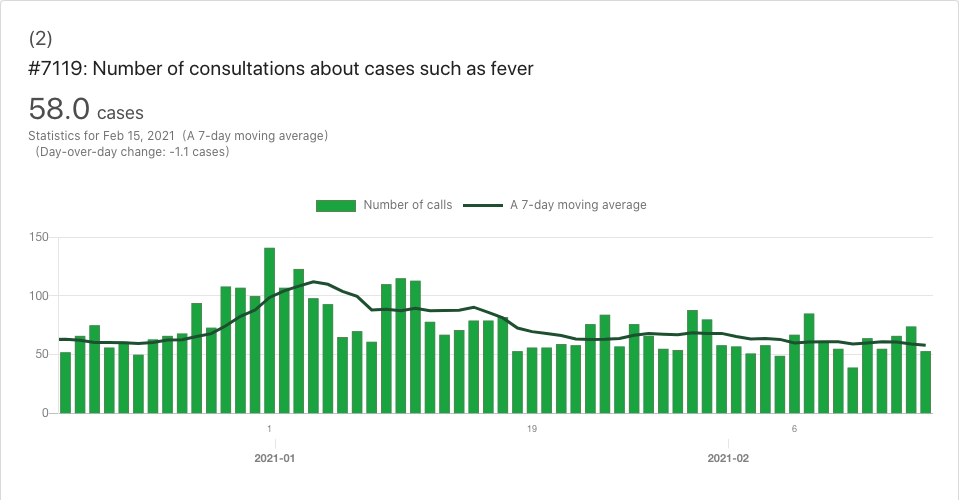 (2)
#7119: Number of consultations about cases such as fever
58.0 cases
Statistics for Feb 15, 2021 (A 7-day moving average)
(Day-over-day change: -1.1 cases)
Number of calls A 7-day moving average
150
100
50
0
1 19 6
2021-01 2021-02